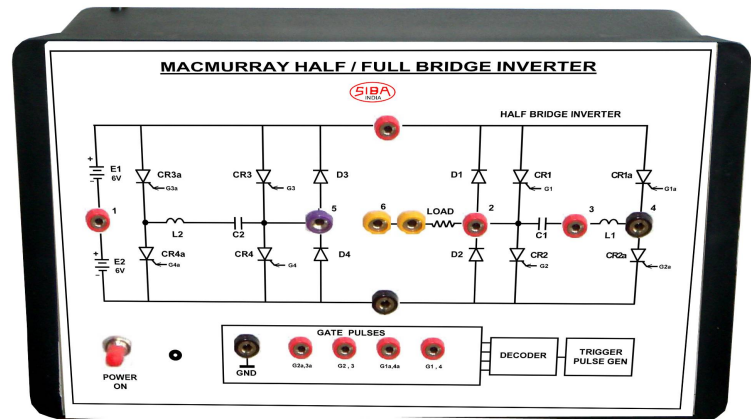 MACMURRAY HALF / FULL BRIDGE INVERTER
SIBA
INDIA
HALF BRIDGE INVERTER
+
E1
6V
−
CR3a
G3a
CR3
G3
D3
D1
CR1
G1
CR1a
G1a
1
L2
C2
5
6
LOAD
2
C1
3
L1
4
+
E2
6V
−
CR4a
G4a
CR4
G4
D4
D2
CR2
G2
CR2a
G2a
GATE PULSES
GND
G2a,3a
G2 , 3
G1a,4a
G1 , 4
DECODER
TRIGGER
PULSE GEN
POWER
ON